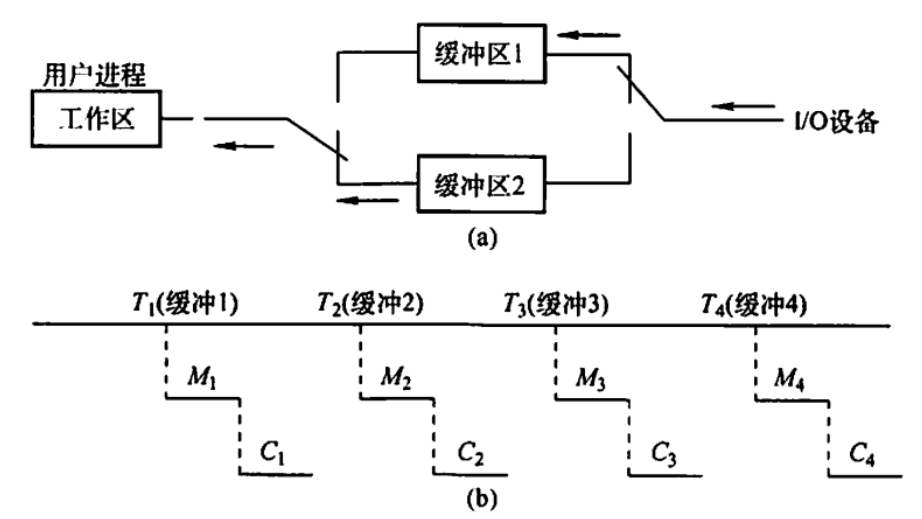 缓冲区1
用户进程
工作区
I/O设备
缓冲区2
(a)
T₁(缓冲1) T₂(缓冲2) T₃(缓冲3) T₄(缓冲4)
M₁ M₂ M₃ M₄
C₁ C₂ C₃ C₄
(b)